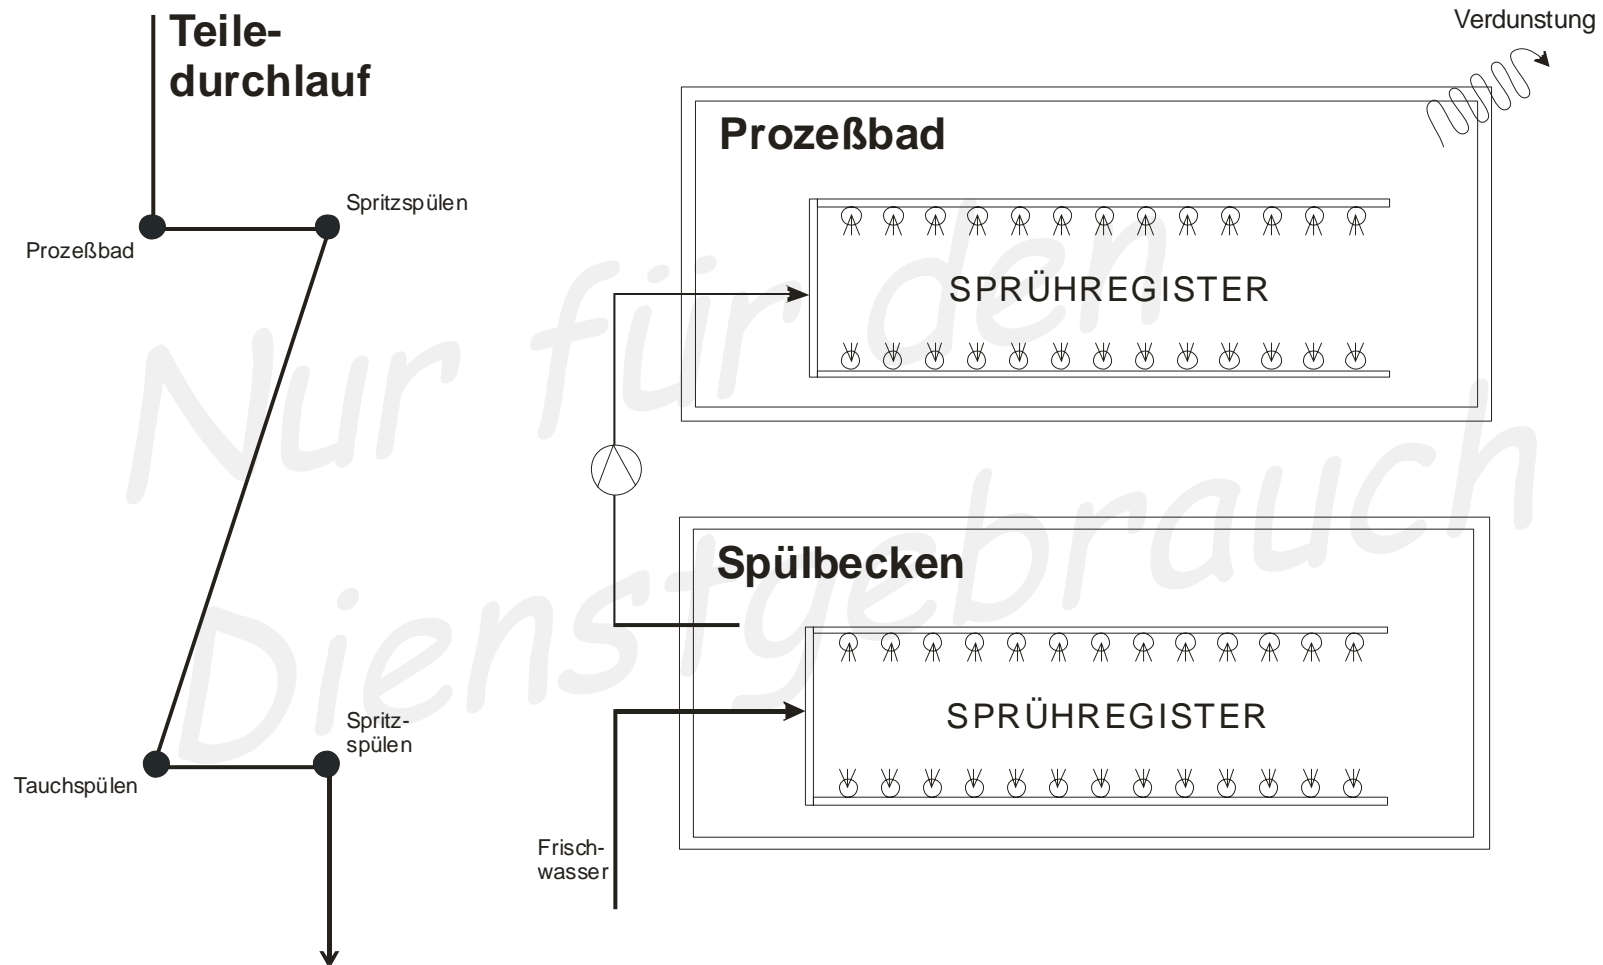 Teile-
durchlauf
Verdunstung
Prozeßbad
Spritzspülen
Prozeßbad
SPRÜHREGISTER
Nur für den
Dienstgebrauch
Spülbecken
SPRÜHREGISTER
Spritz-
spülen
Tauchspülen
Frisch-
wasser